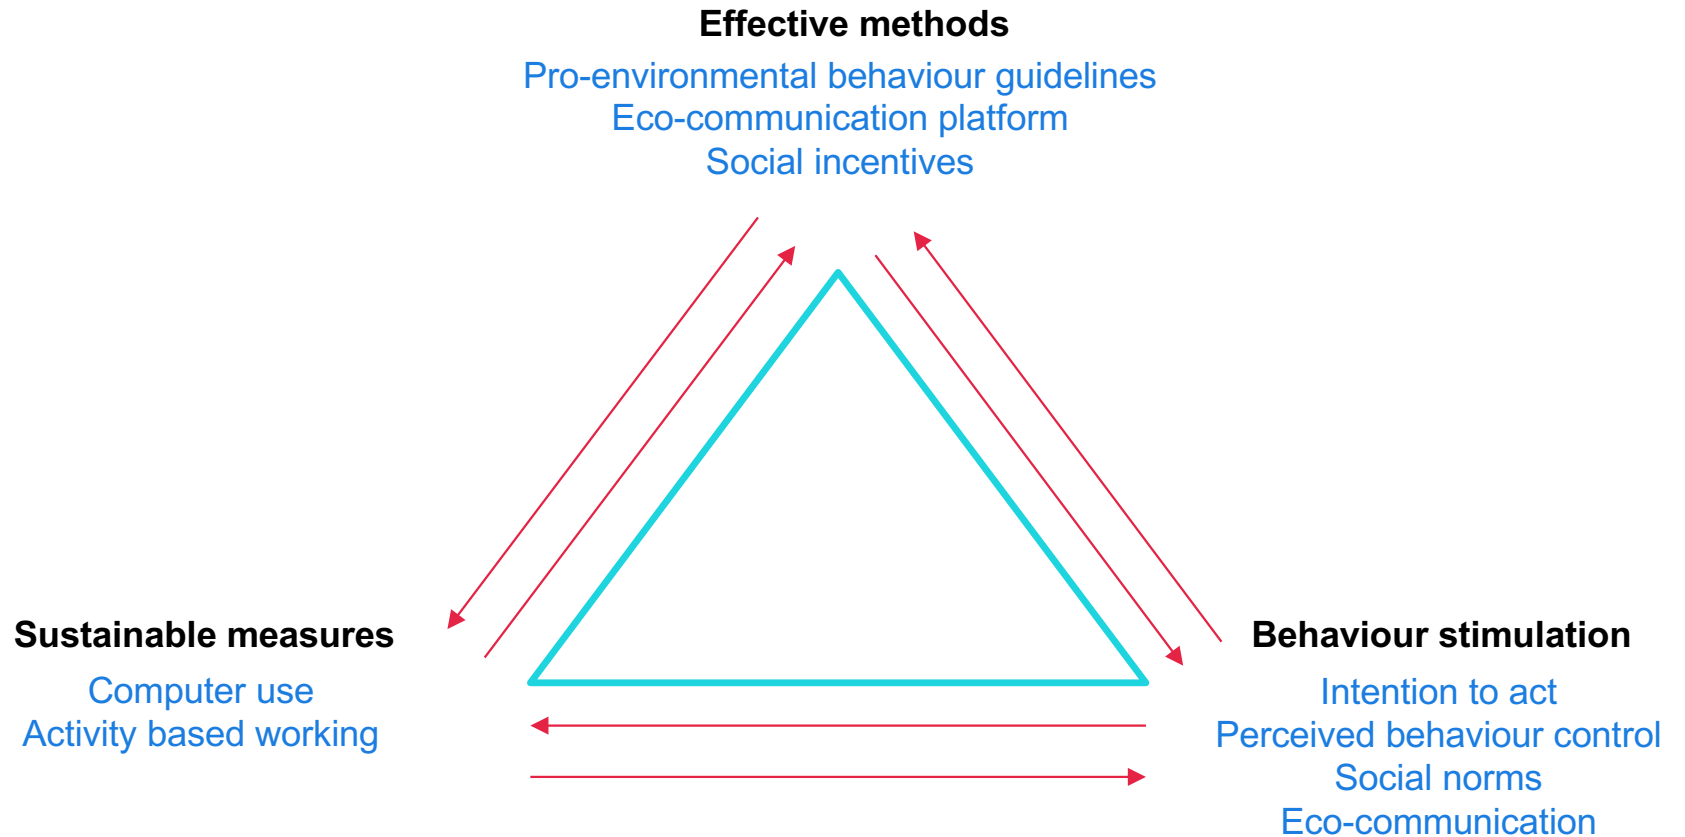 Effective methods
Pro-environmental behaviour guidelines
Eco-communication platform
Social incentives
Sustainable measures
Computer use
Activity based working
Behaviour stimulation
Intention to act
Perceived behaviour control
Social norms
Eco-communication